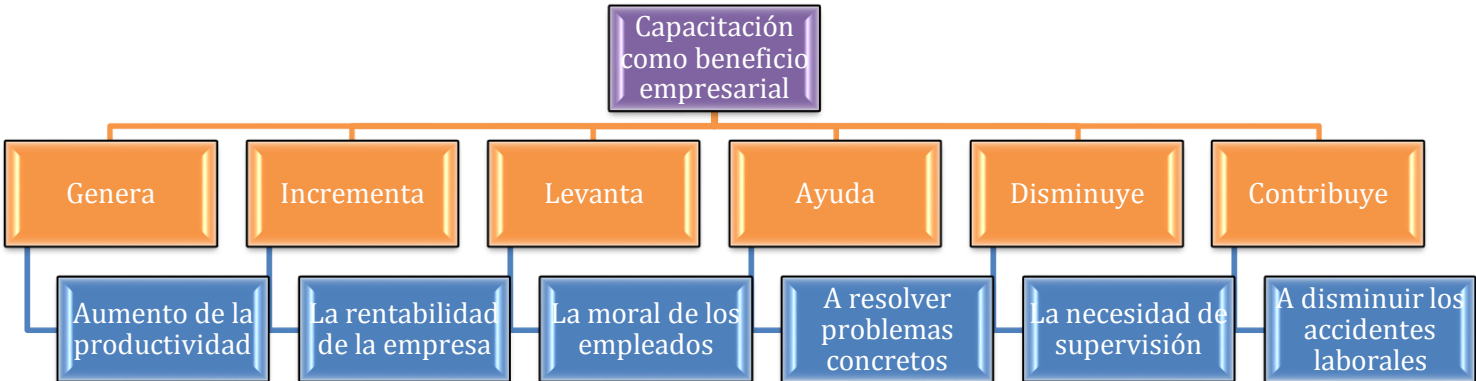 Capacitación
como beneficio
empresarial
Genera
Incrementa
Levanta
Ayuda
Disminuye
Contribuye
Aumento de la
productividad
La rentabilidad
de la empresa
La moral de los
empleados
A resolver
problemas
concretos
La necesidad de
supervisión
A disminuir los
accidentes
laborales